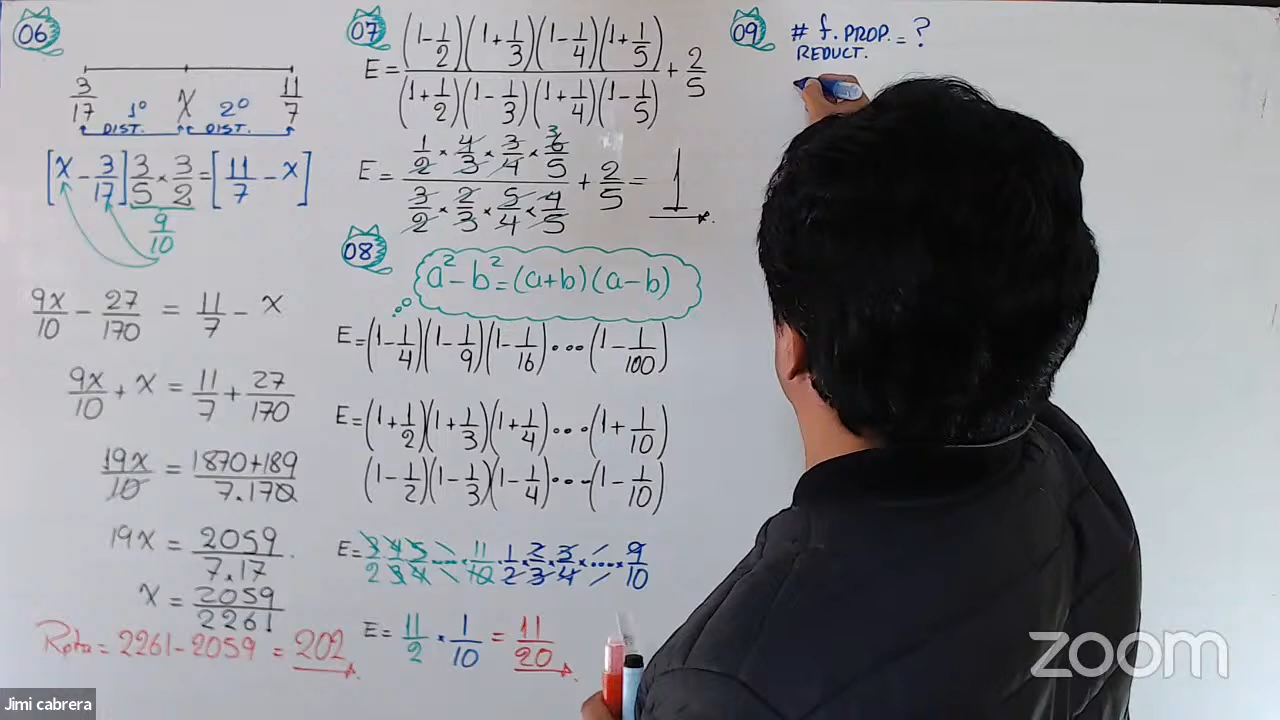 06
3/17 X 11/7
1° 2°
DIST. DIST.
[x - 3/17] 3/5 × 3/2 = [11/7 - x]
9/10
9x/10 - 27/170 = 11/7 - x
9x/10 + x = 11/7 + 27/170
19x/10 = 1870+189/7.170
19x = 2059/7.17
x = 2059/2261
Rpta = 2261-2059 = 202
07
E = (1-1/2)(1+1/3)(1-1/4)(1+1/5)/(1+1/2)(1-1/3)(1+1/4)(1-1/5) + 2/5
3
E = 1/2 × 4/3 × 3/4 × 6/5 / 3/2 × 2/3 × 5/4 × 4/5 + 2/5 = 1
08
a² - b² = (a+b)(a-b)
E = (1-1/4)(1-1/9)(1-1/16)...(1-1/100)
E = (1+1/2)(1+1/3)(1+1/4)...(1+1/10)
(1-1/2)(1-1/3)(1-1/4)...(1-1/10)
E = 3/2 4/3 5/4 ... × 11/10 . 1/2 × 2/3 × 3/4 × ... × 9/10
E = 11/2 × 1/10 = 11/20
09 # f. PROP. = ?
REDUCT.
zoom
Jimi cabrera